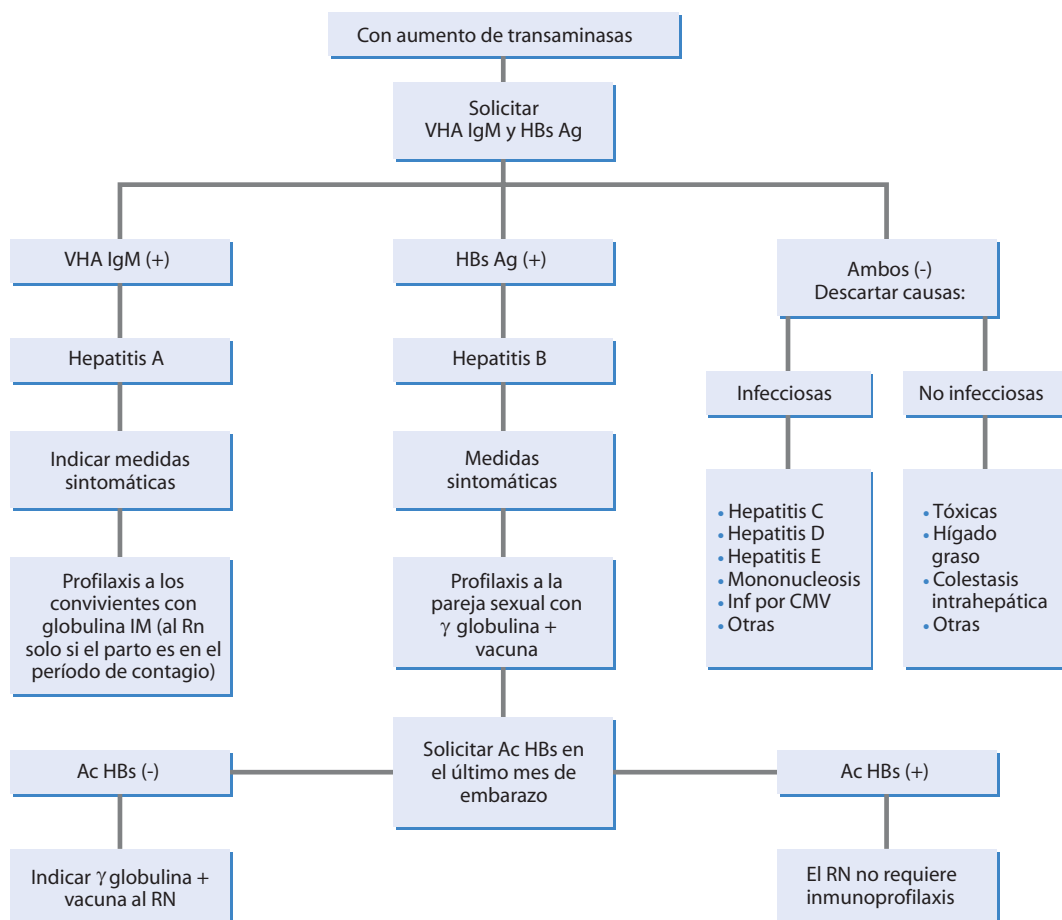 Con aumento de transaminasas
Solicitar
VHA IgM y HBs Ag
VHA IgM (+)
HBs Ag (+)
Ambos (-)
Descartar causas:
Hepatitis A
Hepatitis B
Infecciosas
No infecciosas
Indicar medidas
sintomáticas
Medidas
sintomáticas
• Hepatitis C
• Hepatitis D
• Hepatitis E
• Mononucleosis
• Inf por CMV
• Otras
• Tóxicas
• Hígado
graso
• Colestasis
intrahepática
• Otras
Profilaxis a los
convivientes con
globulina IM (al Rn
solo si el parto es en el
período de contagio)
Profilaxis a la
pareja sexual con
γ globulina +
vacuna
Solicitar Ac HBs en
el último mes de
embarazo
Ac HBs (-)
Ac HBs (+)
Indicar γ globulina +
vacuna al RN
El RN no requiere
inmunoprofilaxis